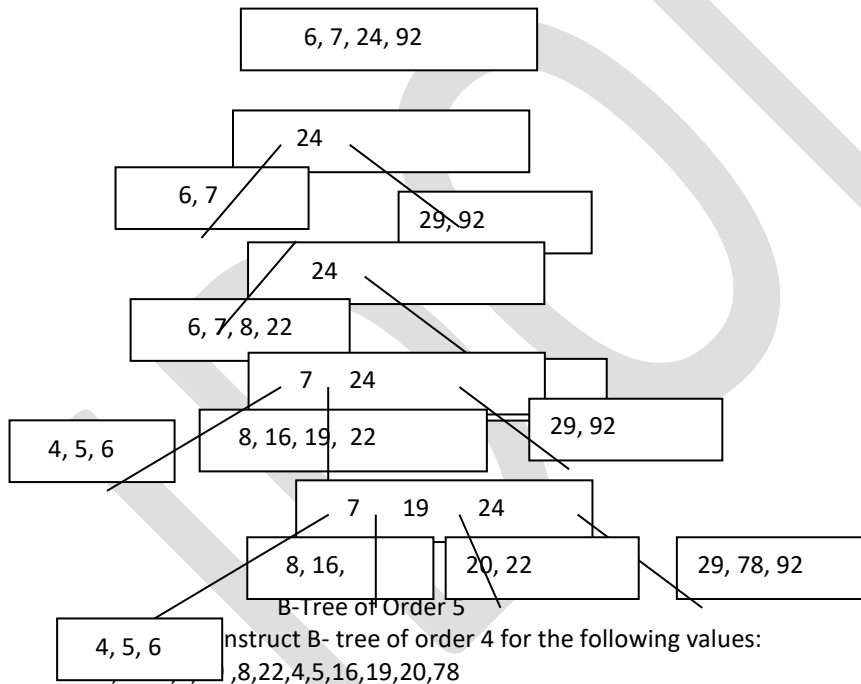 6, 7, 24, 92
24
6, 7
29, 92
24
6, 7, 8, 22
7 24
4, 5, 6
8, 16, 19, 22
29, 92
7 19 24
8, 16,
20, 22
29, 78, 92
B-Tree of Order 5
4, 5, 6
nstruct B- tree of order 4 for the following values:
,8,22,4,5,16,19,20,78